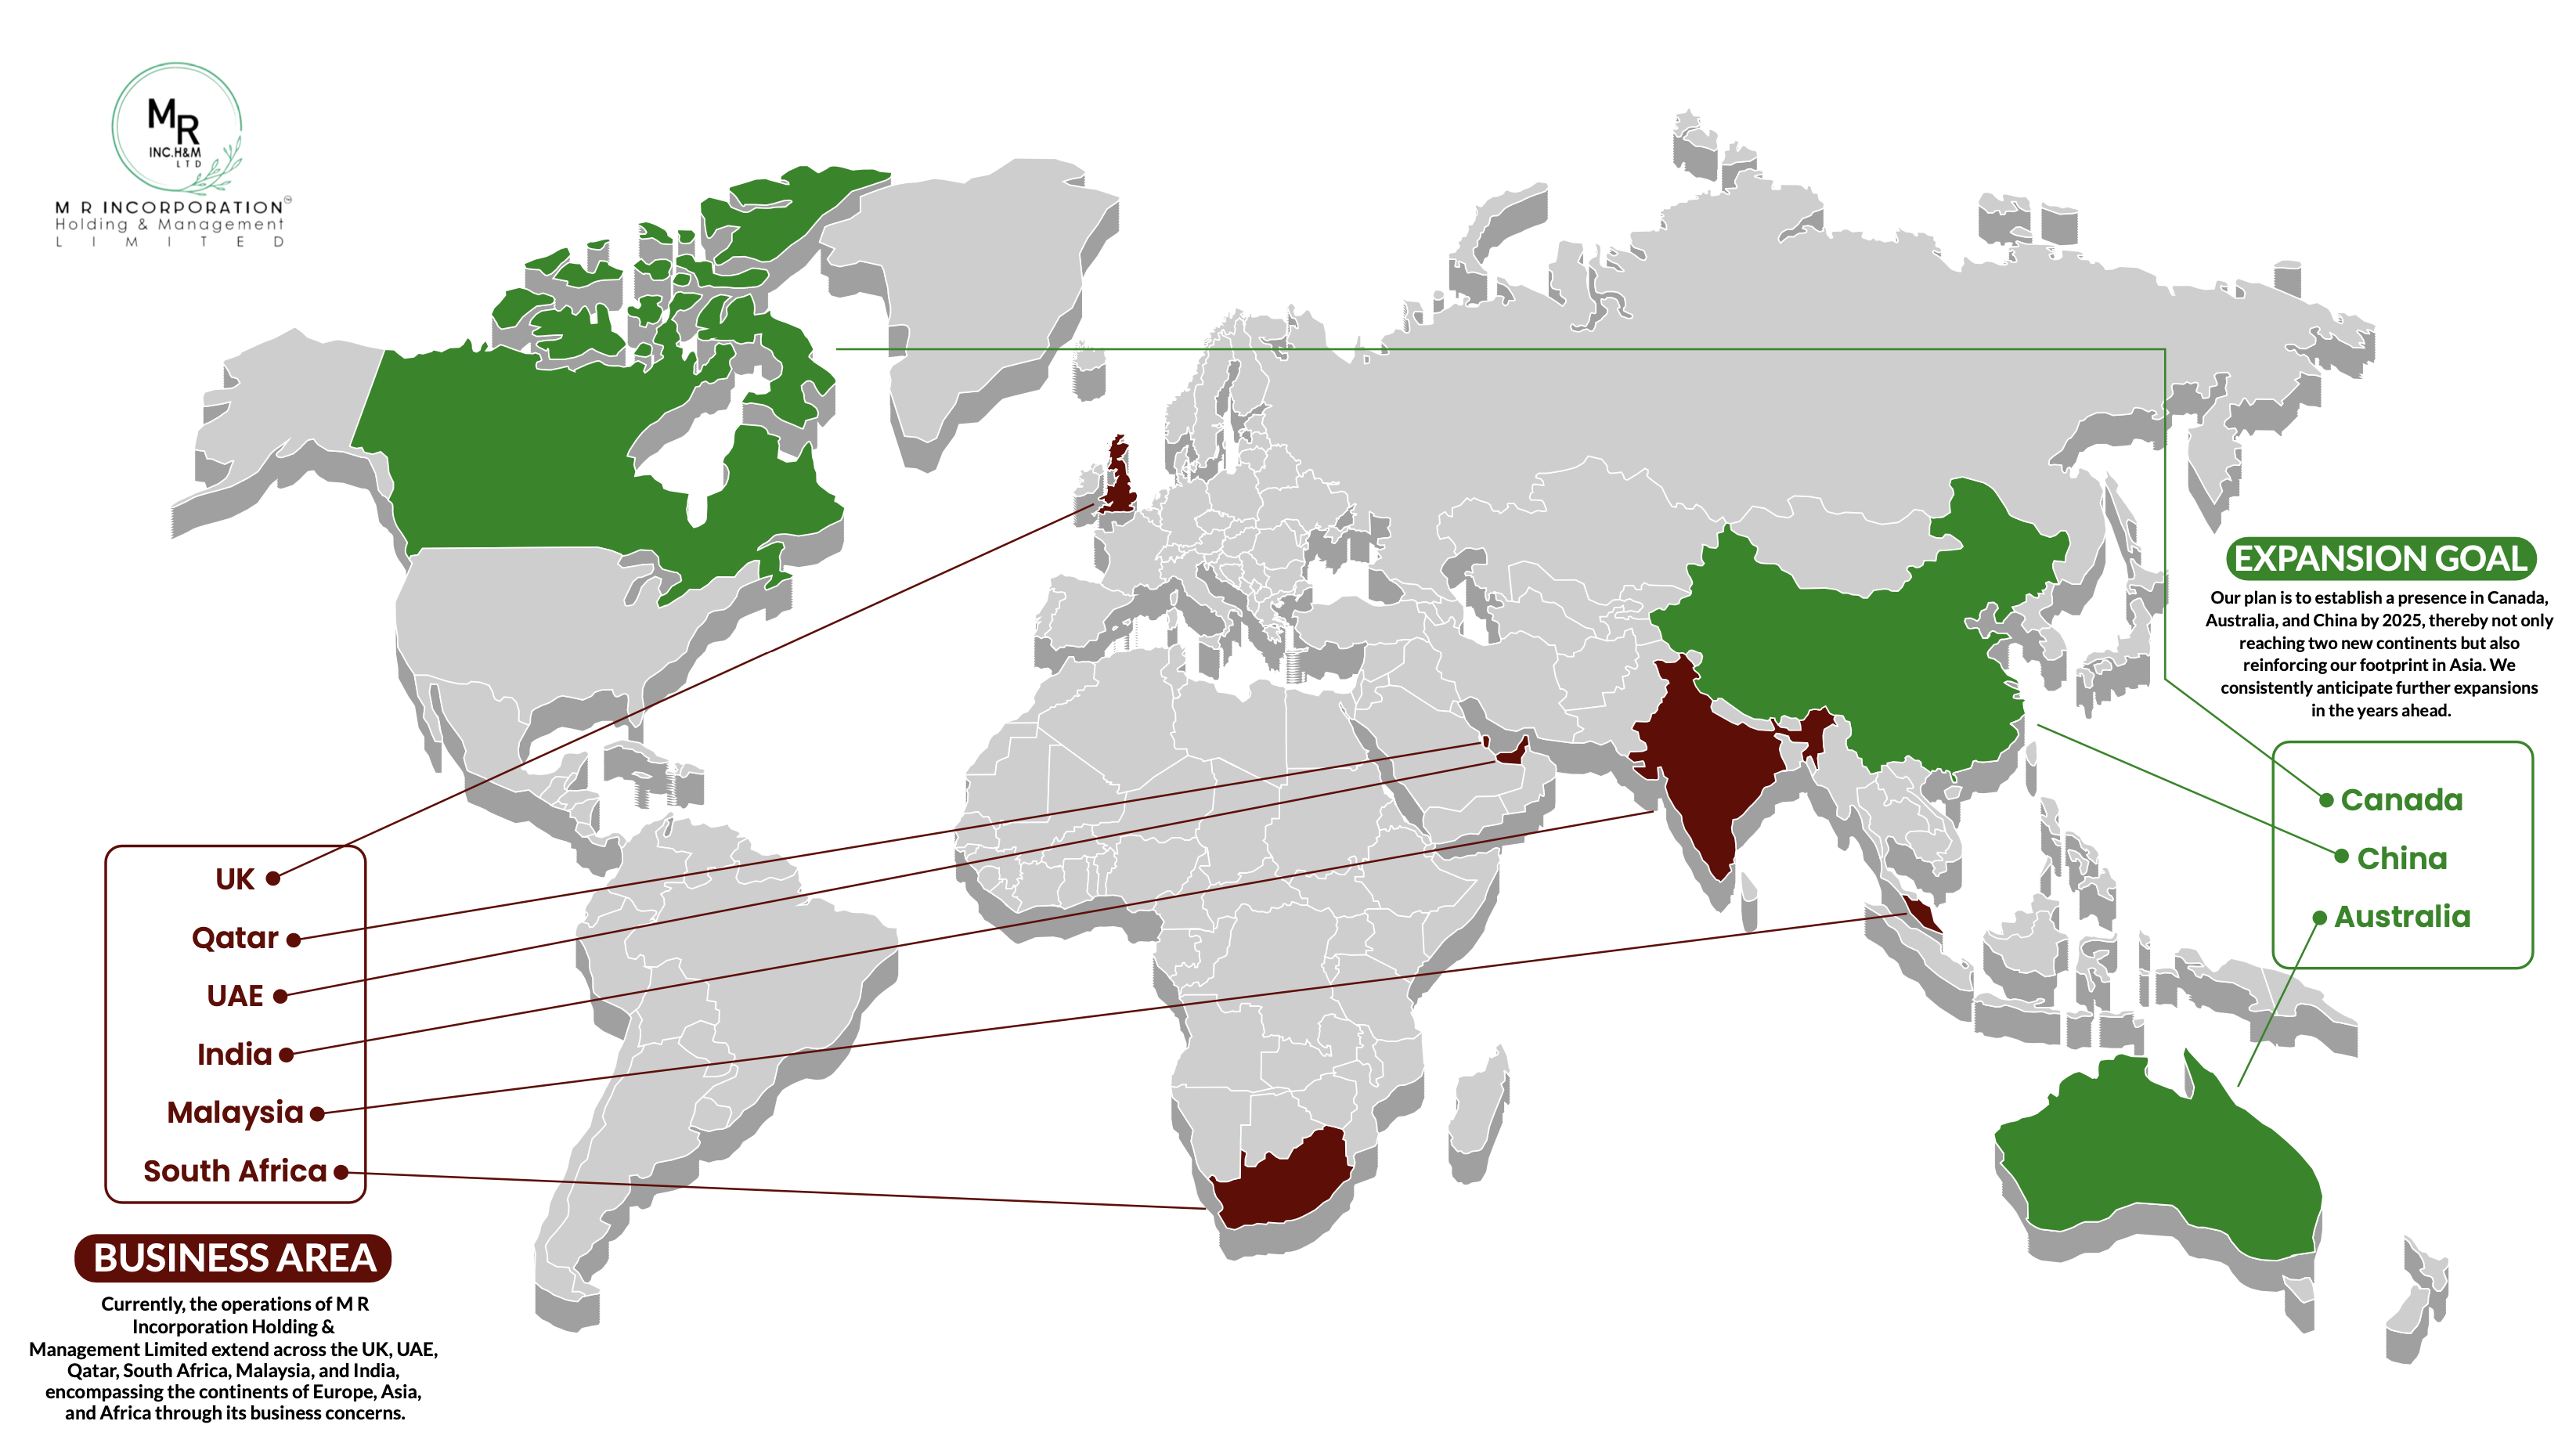 M
R
INC.H&M
LTD
M R INCORPORATION
Holding & Management
LIMITED
EXPANSION GOAL
Our plan is to establish a presence in Canada,
Australia, and China by 2025, thereby not only
reaching two new continents but also
reinforcing our footprint in Asia. We
consistently anticipate further expansions
in the years ahead.
Canada
China
Australia
UK
Qatar
UAE
India
Malaysia
South Africa
BUSINESS AREA
Currently, the operations of M R
Incorporation Holding &
Management Limited extend across the UK, UAE,
Qatar, South Africa, Malaysia, and India,
encompassing the continents of Europe, Asia,
and Africa through its business concerns.